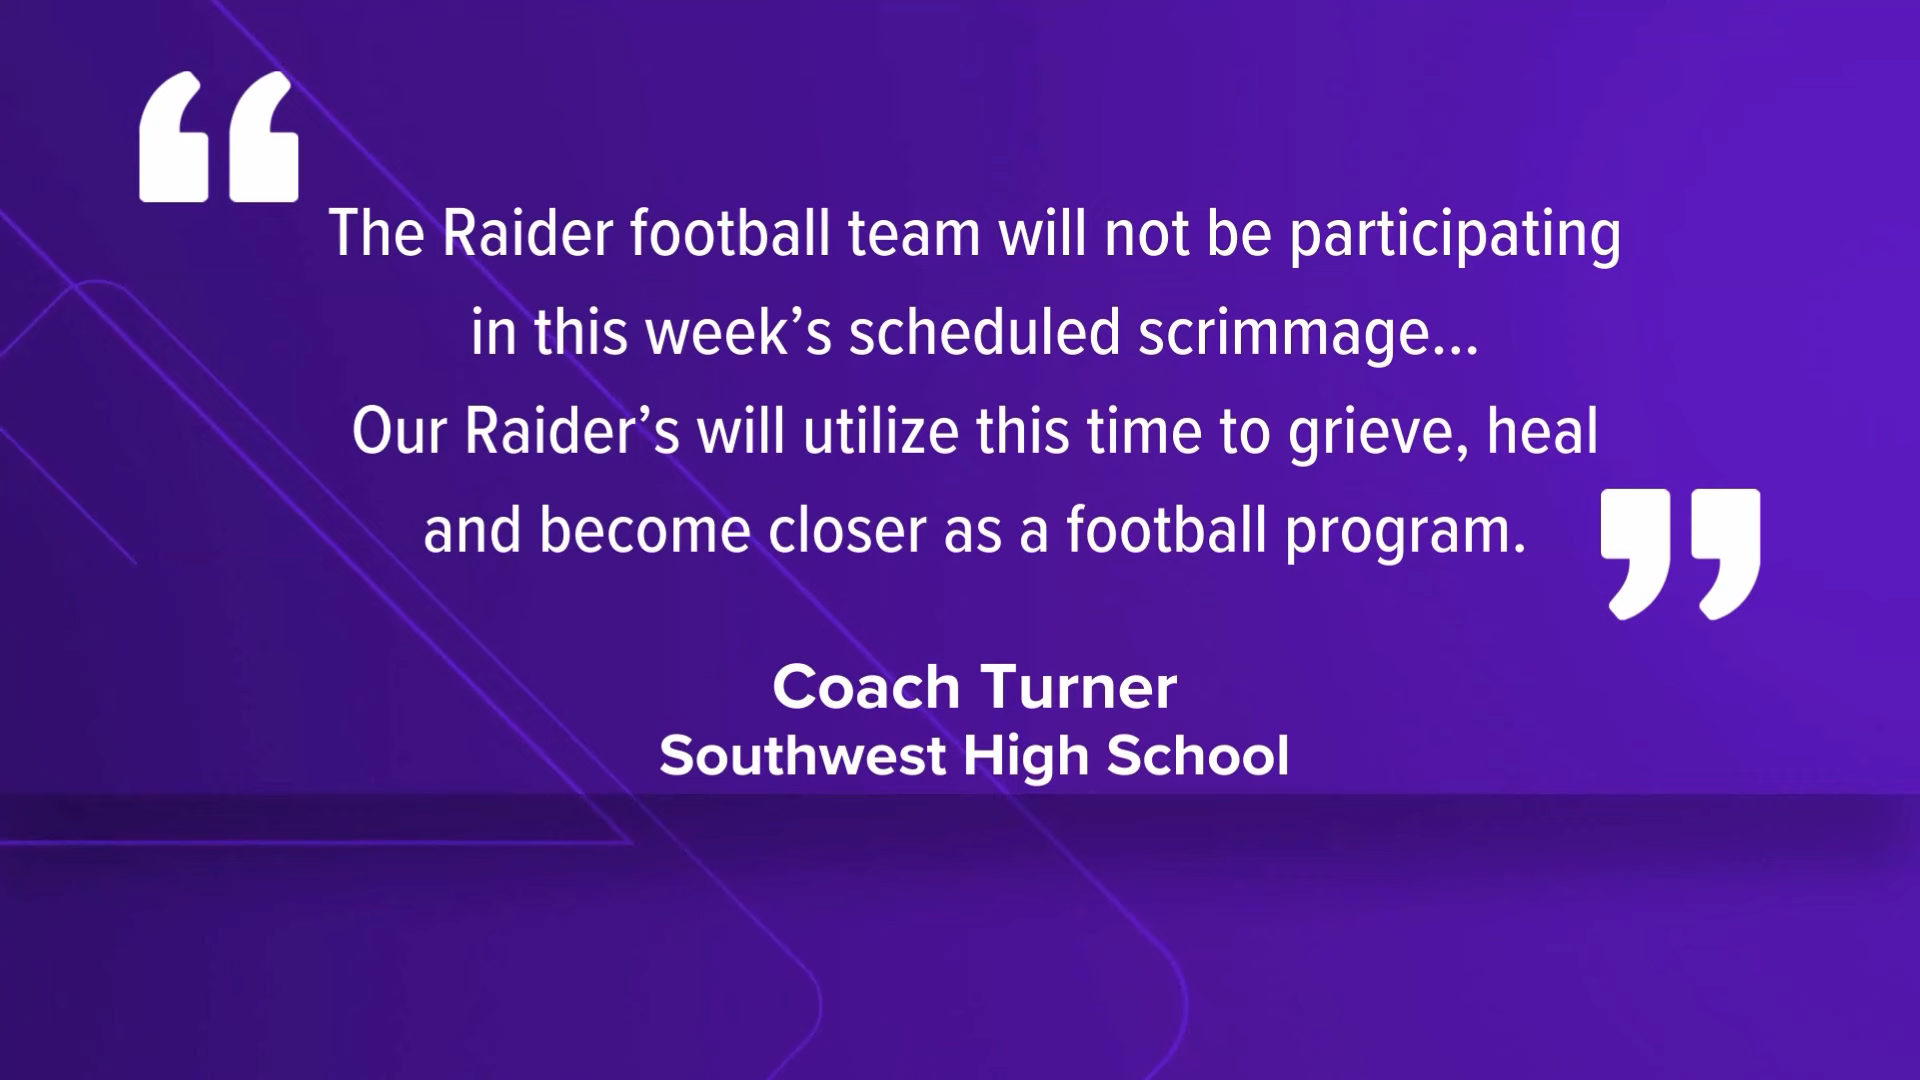 “
The Raider football team will not be participating
in this week’s scheduled scrimmage...
Our Raider’s will utilize this time to grieve, heal
and become closer as a football program.
”
Coach Turner
Southwest High School